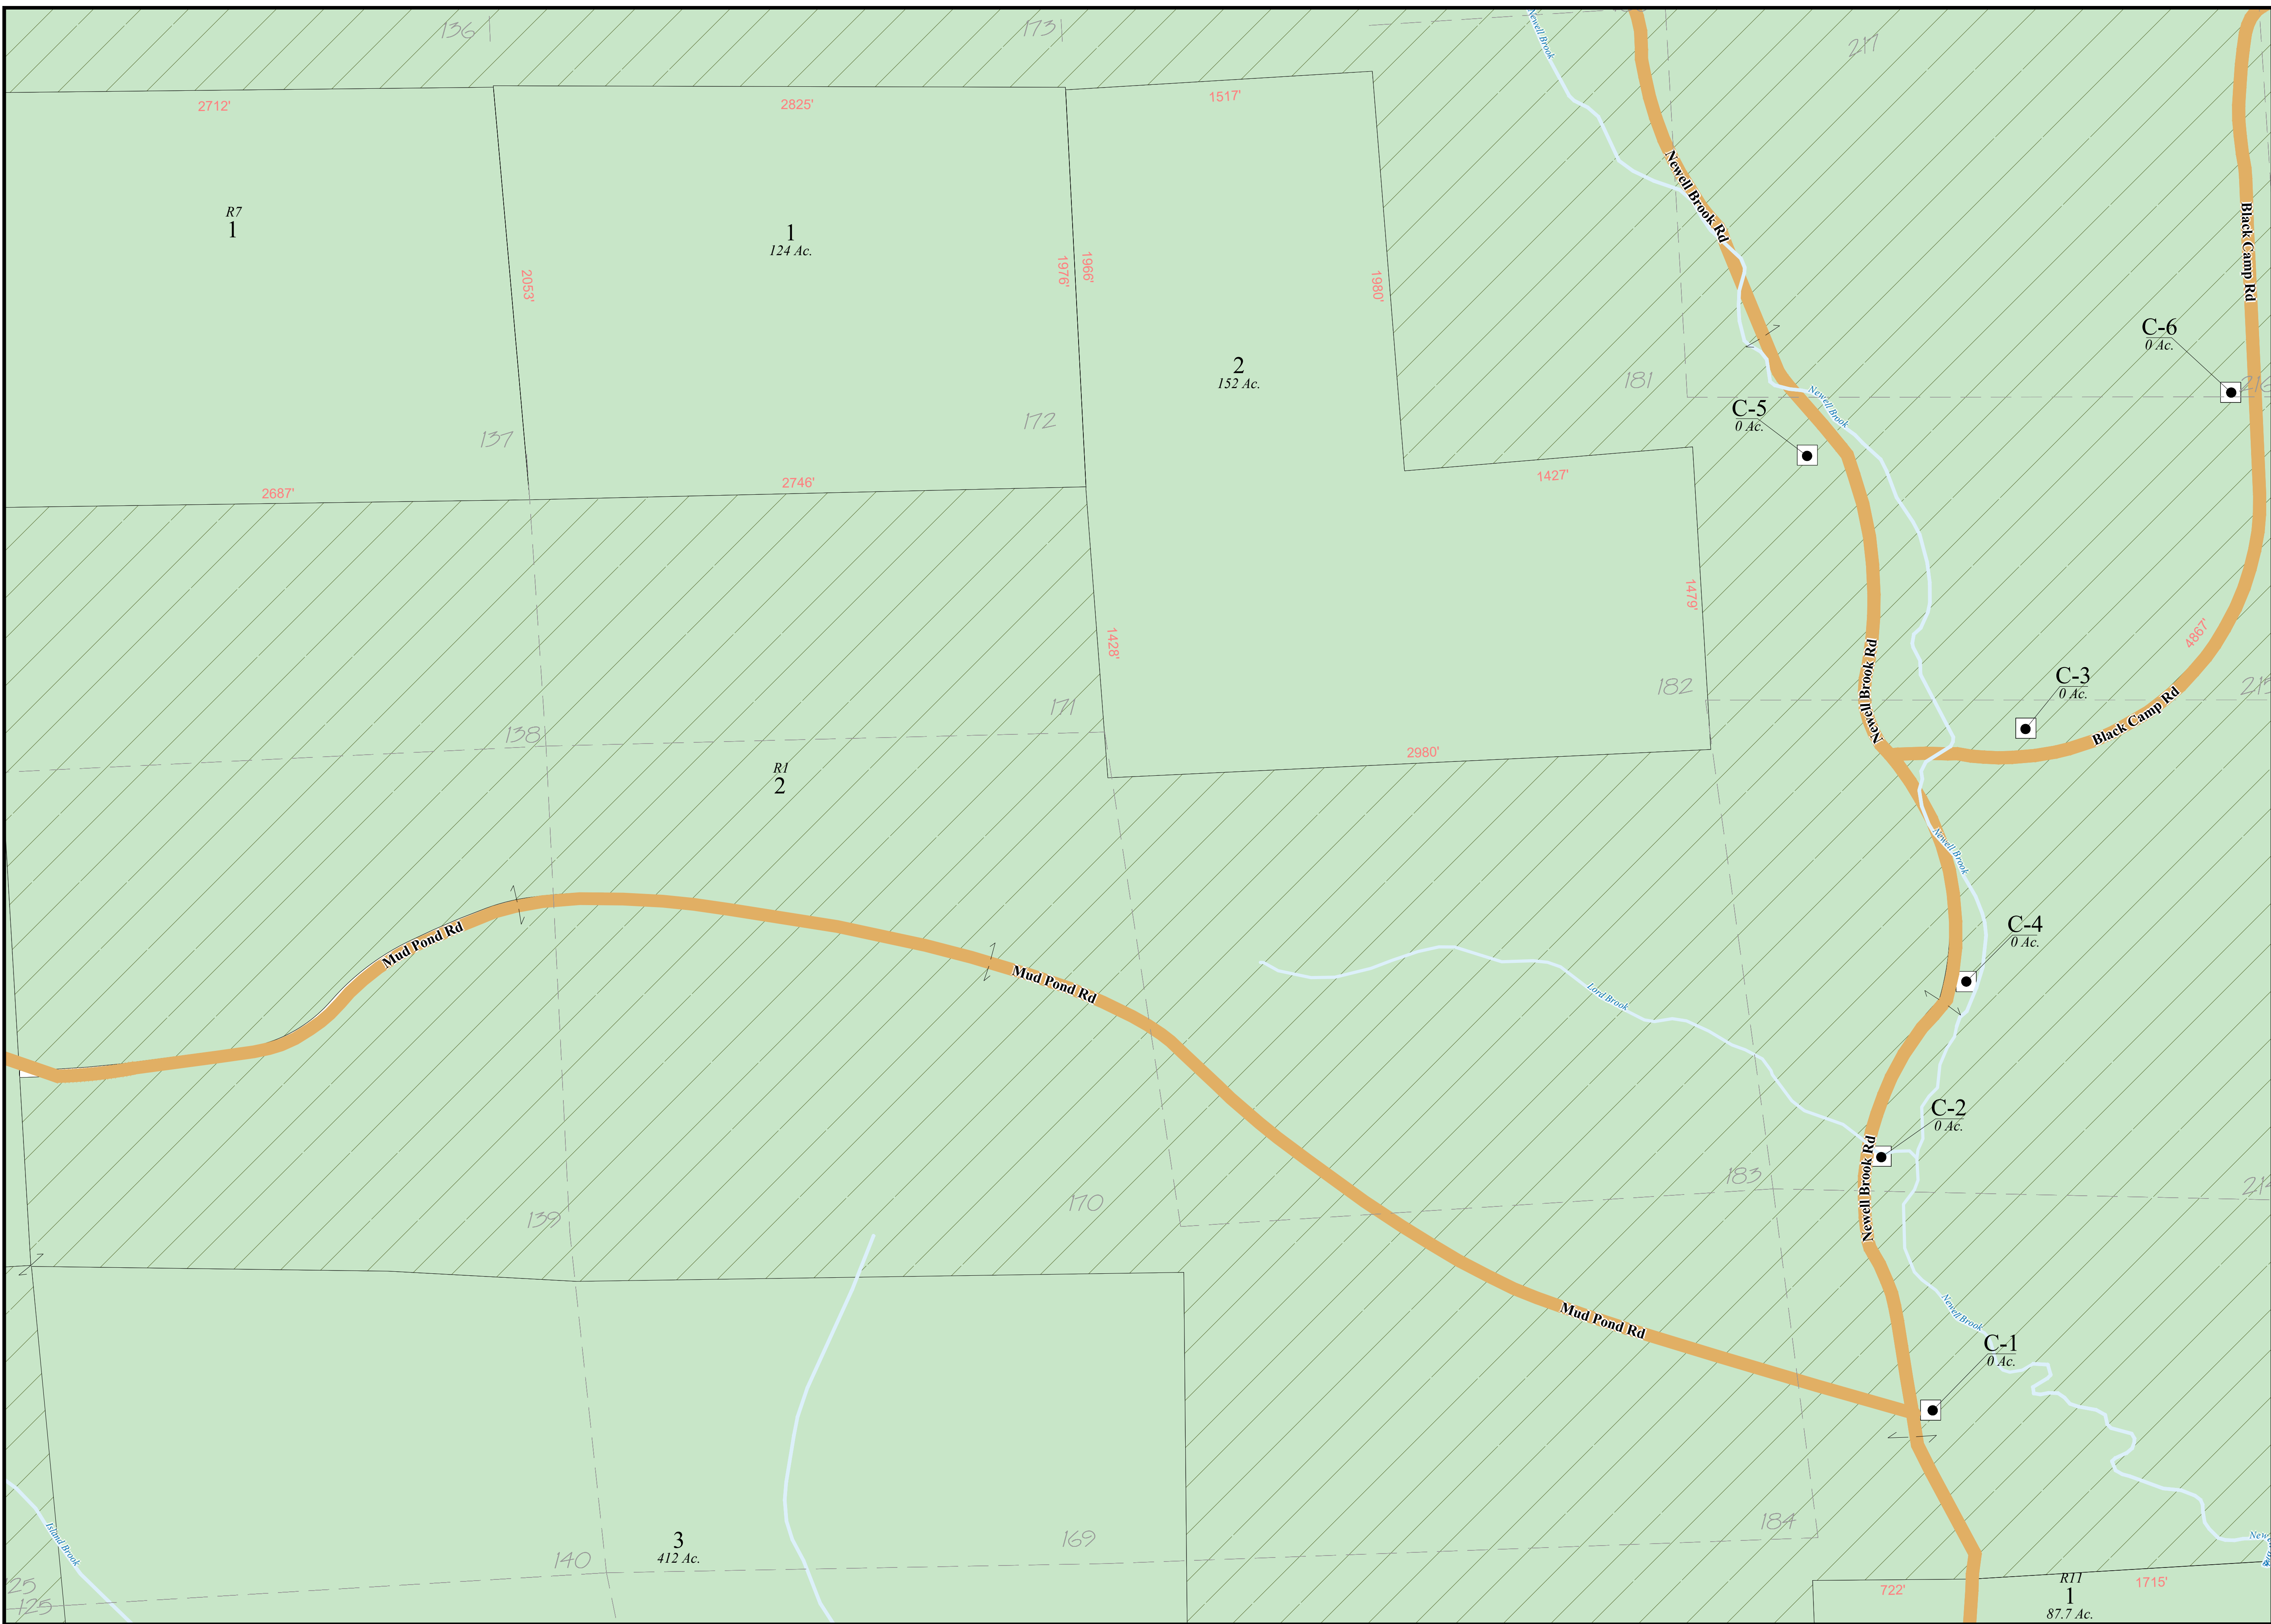 136
173
217
Newell Brook
2712'
2825'
1517'
Newell Brook Rd
Black Camp Rd
R7
1
1
124 Ac.
2053'
1976'
1966'
1980'
C-6
0 Ac.
2
152 Ac.
181
216
Newell Brook
C-5
0 Ac.
137
172
2687'
2746'
1427'
1479'
4867'
1428'
Newell Brook Rd
182
C-3
0 Ac.
171
138
Black Camp Rd
2980'
R1
2
Newell Brook
Mud Pond Rd
C-4
0 Ac.
Mud Pond Rd
Lord Brook
C-2
0 Ac.
Newell Brook Rd
183
170
139
Newell Brook
Mud Pond Rd
C-1
0 Ac.
184
3
412 Ac.
169
140
Island Brook
125
R11
1
87.7 Ac.
722'
1715'